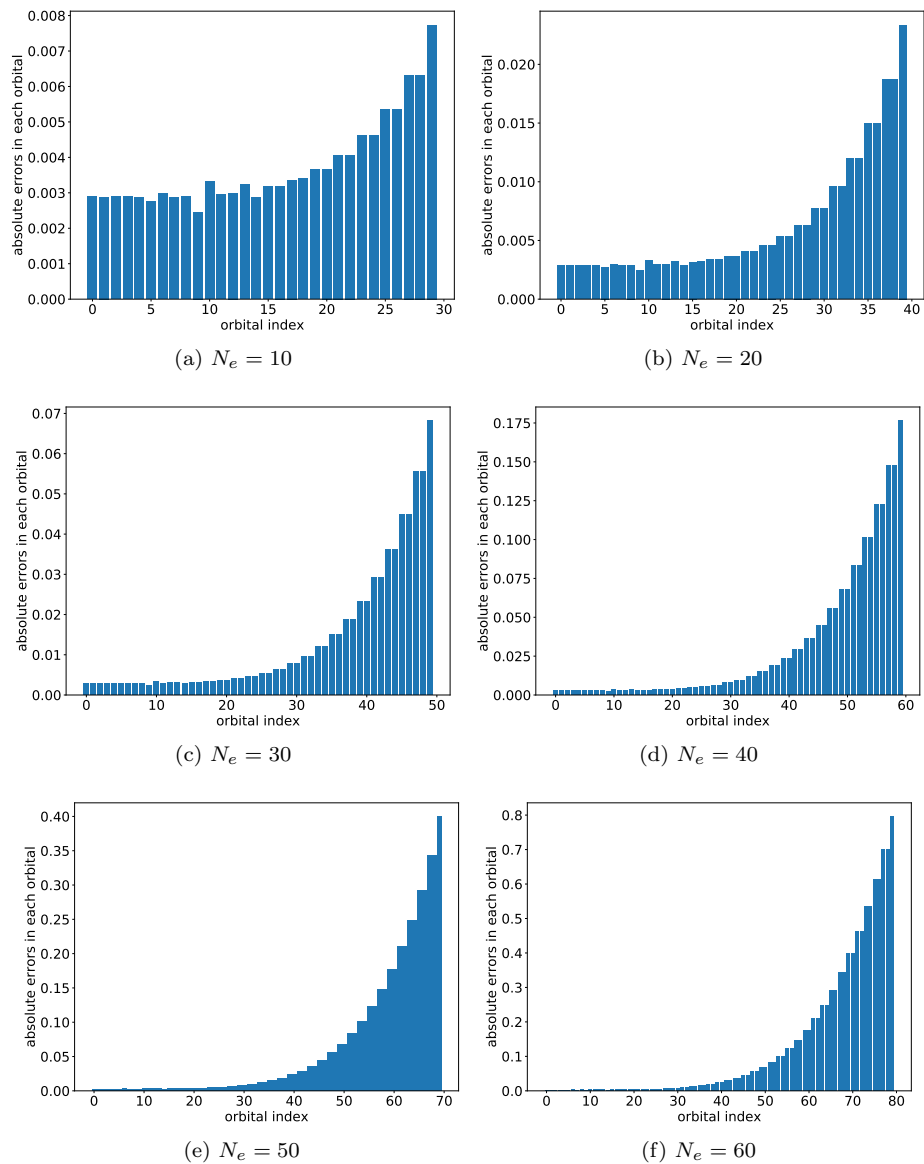 absolute errors in each orbital
0.008
0.007
0.006
0.005
0.004
0.003
0.002
0.001
0.000
0 5 10 15 20 25 30
orbital index
(a) N_e = 10
absolute errors in each orbital
0.020
0.015
0.010
0.005
0.000
0 5 10 15 20 25 30 35 40
orbital index
(b) N_e = 20
absolute errors in each orbital
0.07
0.06
0.05
0.04
0.03
0.02
0.01
0.00
0 10 20 30 40 50
orbital index
(c) N_e = 30
absolute errors in each orbital
0.175
0.150
0.125
0.100
0.075
0.050
0.025
0.000
0 10 20 30 40 50 60
orbital index
(d) N_e = 40
absolute errors in each orbital
0.40
0.35
0.30
0.25
0.20
0.15
0.10
0.05
0.00
0 10 20 30 40 50 60 70
orbital index
(e) N_e = 50
absolute errors in each orbital
0.8
0.7
0.6
0.5
0.4
0.3
0.2
0.1
0.0
0 10 20 30 40 50 60 70 80
orbital index
(f) N_e = 60